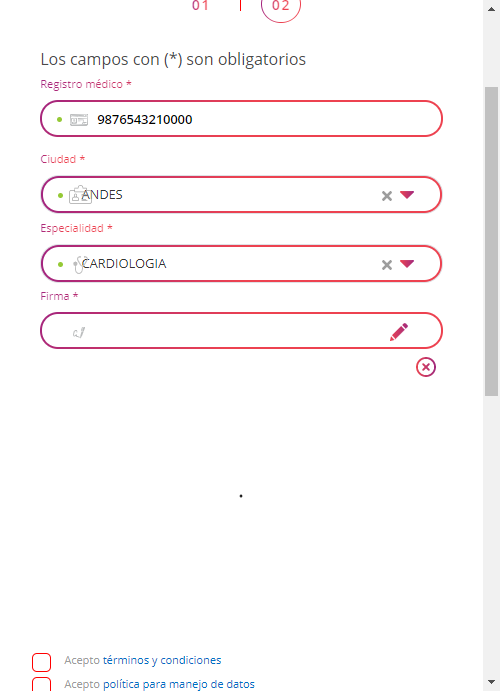 01
02
Los campos con (*) son obligatorios
Registro médico *
9876543210000
Ciudad *
ANDES
Especialidad *
CARDIOLOGIA
Firma *
Acepto términos y condiciones
Acepto política para manejo de datos